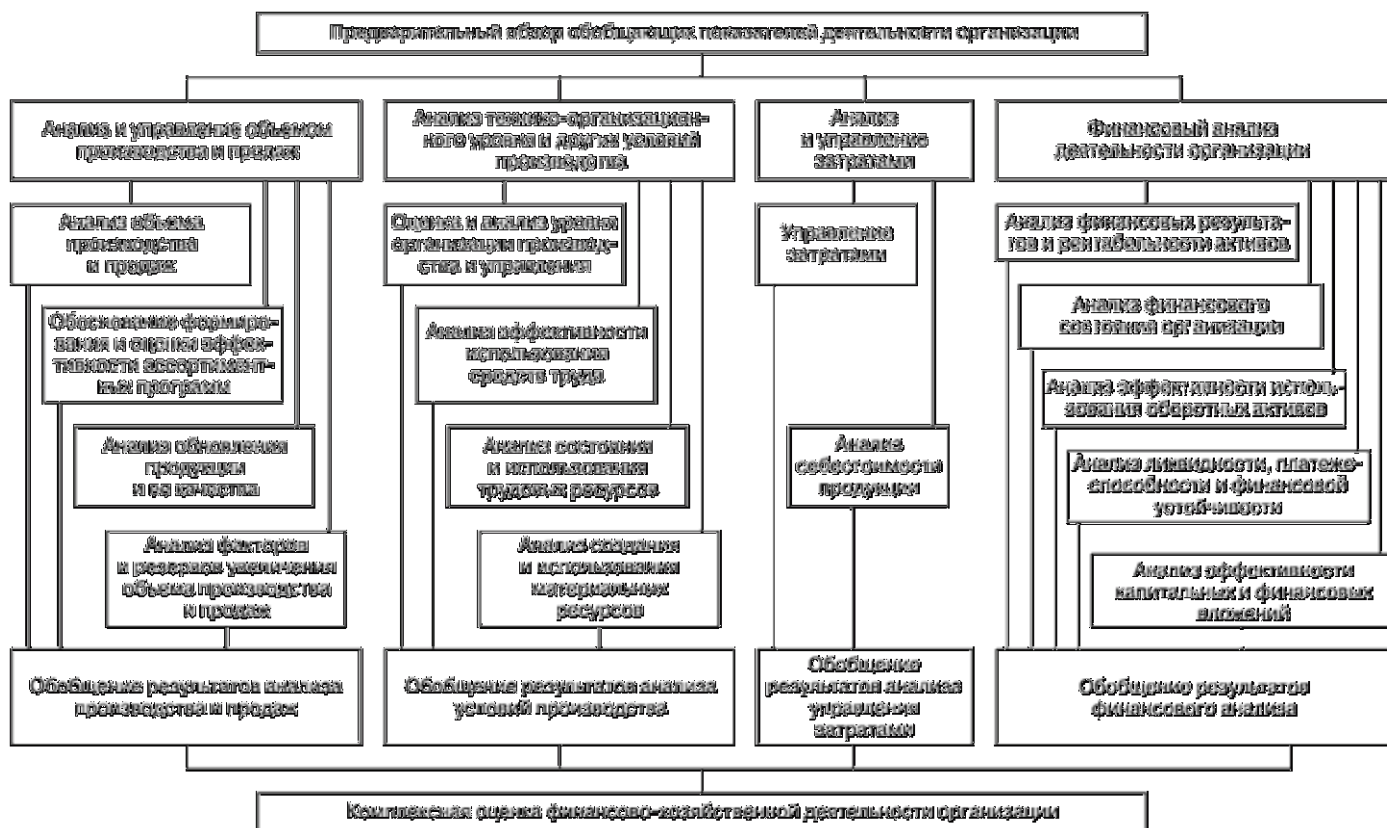 Предварительный обзор обобщающих показателей деятельности организации
Анализ и управление объемом
производства и продаж
Анализ технико-организацион-
ного уровня и других условий
производства
Анализ
и управление
затратами
Финансовый анализ
деятельности организации
Анализ объема
производства
и продаж
Оценка и анализ уровня
организации производ-
ства и управления
Управление
затратами
Анализ финансовых результа-
тов и рентабельности активов
Обоснование формиро-
вания и оценки эффек-
тивности ассортимент-
ных программ
Анализ эффективности
использования
средств труда
Анализ финансового
состояния организации
Анализ эффективности исполь-
зования оборотных активов
Анализ обновления
продукции
и ее качества
Анализ состояния
и использования
трудовых ресурсов
Анализ
себестоимости
продукции
Анализ ликвидности, платеже-
способности и финансовой
устойчивости
Анализ факторов
и резервов увеличения
объема производства
и продаж
Анализ создания
и использования
материальных
ресурсов
Анализ эффективности
капитальных и финансовых
вложений
Обобщение результатов анализа
производства и продаж
Обобщение результатов анализа
условий производства
Обобщение
результатов анализа
управления
затратами
Обобщение результатов
финансового анализа
Комплексная оценка финансово-хозяйственной деятельности организации